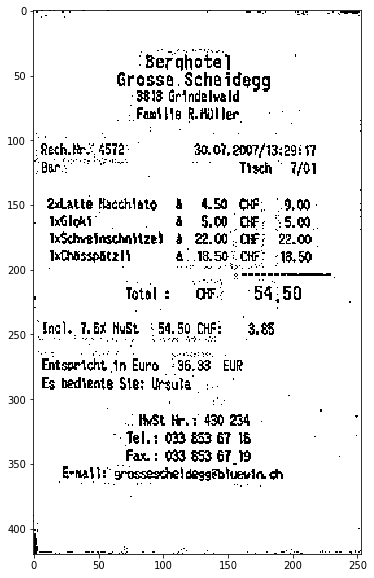 Berghotel
Grosse Scheidegg
3818 Grindelwald
Familie R.Müller
Rech.Nr. 4572 30.07.2007/13:29:17
Bar Tisch 7/01
2xLatte Macchiato à 4.50 CHF 9.00
1xGloki à 5.00 CHF 5.00
1xSchweinschnitzel à 22.00 CHF 22.00
1xChässpätzli à 18.50 CHF 18.50
Total : CHF 54.50
Incl. 7.6% MwSt 54.50 CHF: 3.85
Entspricht in Euro 36.33 EUR
Es bediente Sie: Ursula
MwSt Nr.: 430 234
Tel.: 033 853 67 16
Fax.: 033 853 67 19
E-mail: grossescheidegg@bluewin.ch
0
50
100
150
200
250
300
350
400
0 50 100 150 200 250